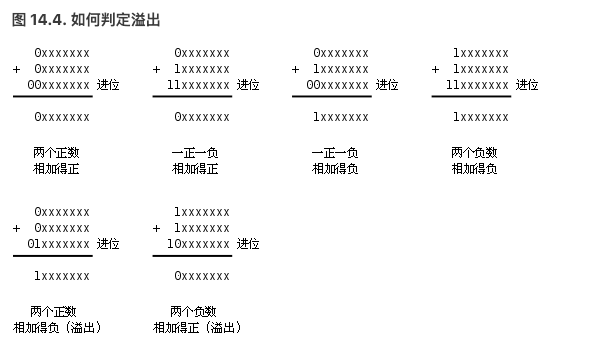 图 14.4. 如何判定溢出
0xxxxxxx
+ 0xxxxxxx
00xxxxxxx 进位
0xxxxxxx
两个正数
相加得正
0xxxxxxx
+ 1xxxxxxx
11xxxxxxx 进位
0xxxxxxx
一正一负
相加得正
0xxxxxxx
+ 1xxxxxxx
00xxxxxxx 进位
1xxxxxxx
一正一负
相加得负
1xxxxxxx
+ 1xxxxxxx
11xxxxxxx 进位
1xxxxxxx
两个负数
相加得负
0xxxxxxx
+ 0xxxxxxx
01xxxxxxx 进位
1xxxxxxx
两个正数
相加得负（溢出）
1xxxxxxx
+ 1xxxxxxx
10xxxxxxx 进位
0xxxxxxx
两个负数
相加得正（溢出）